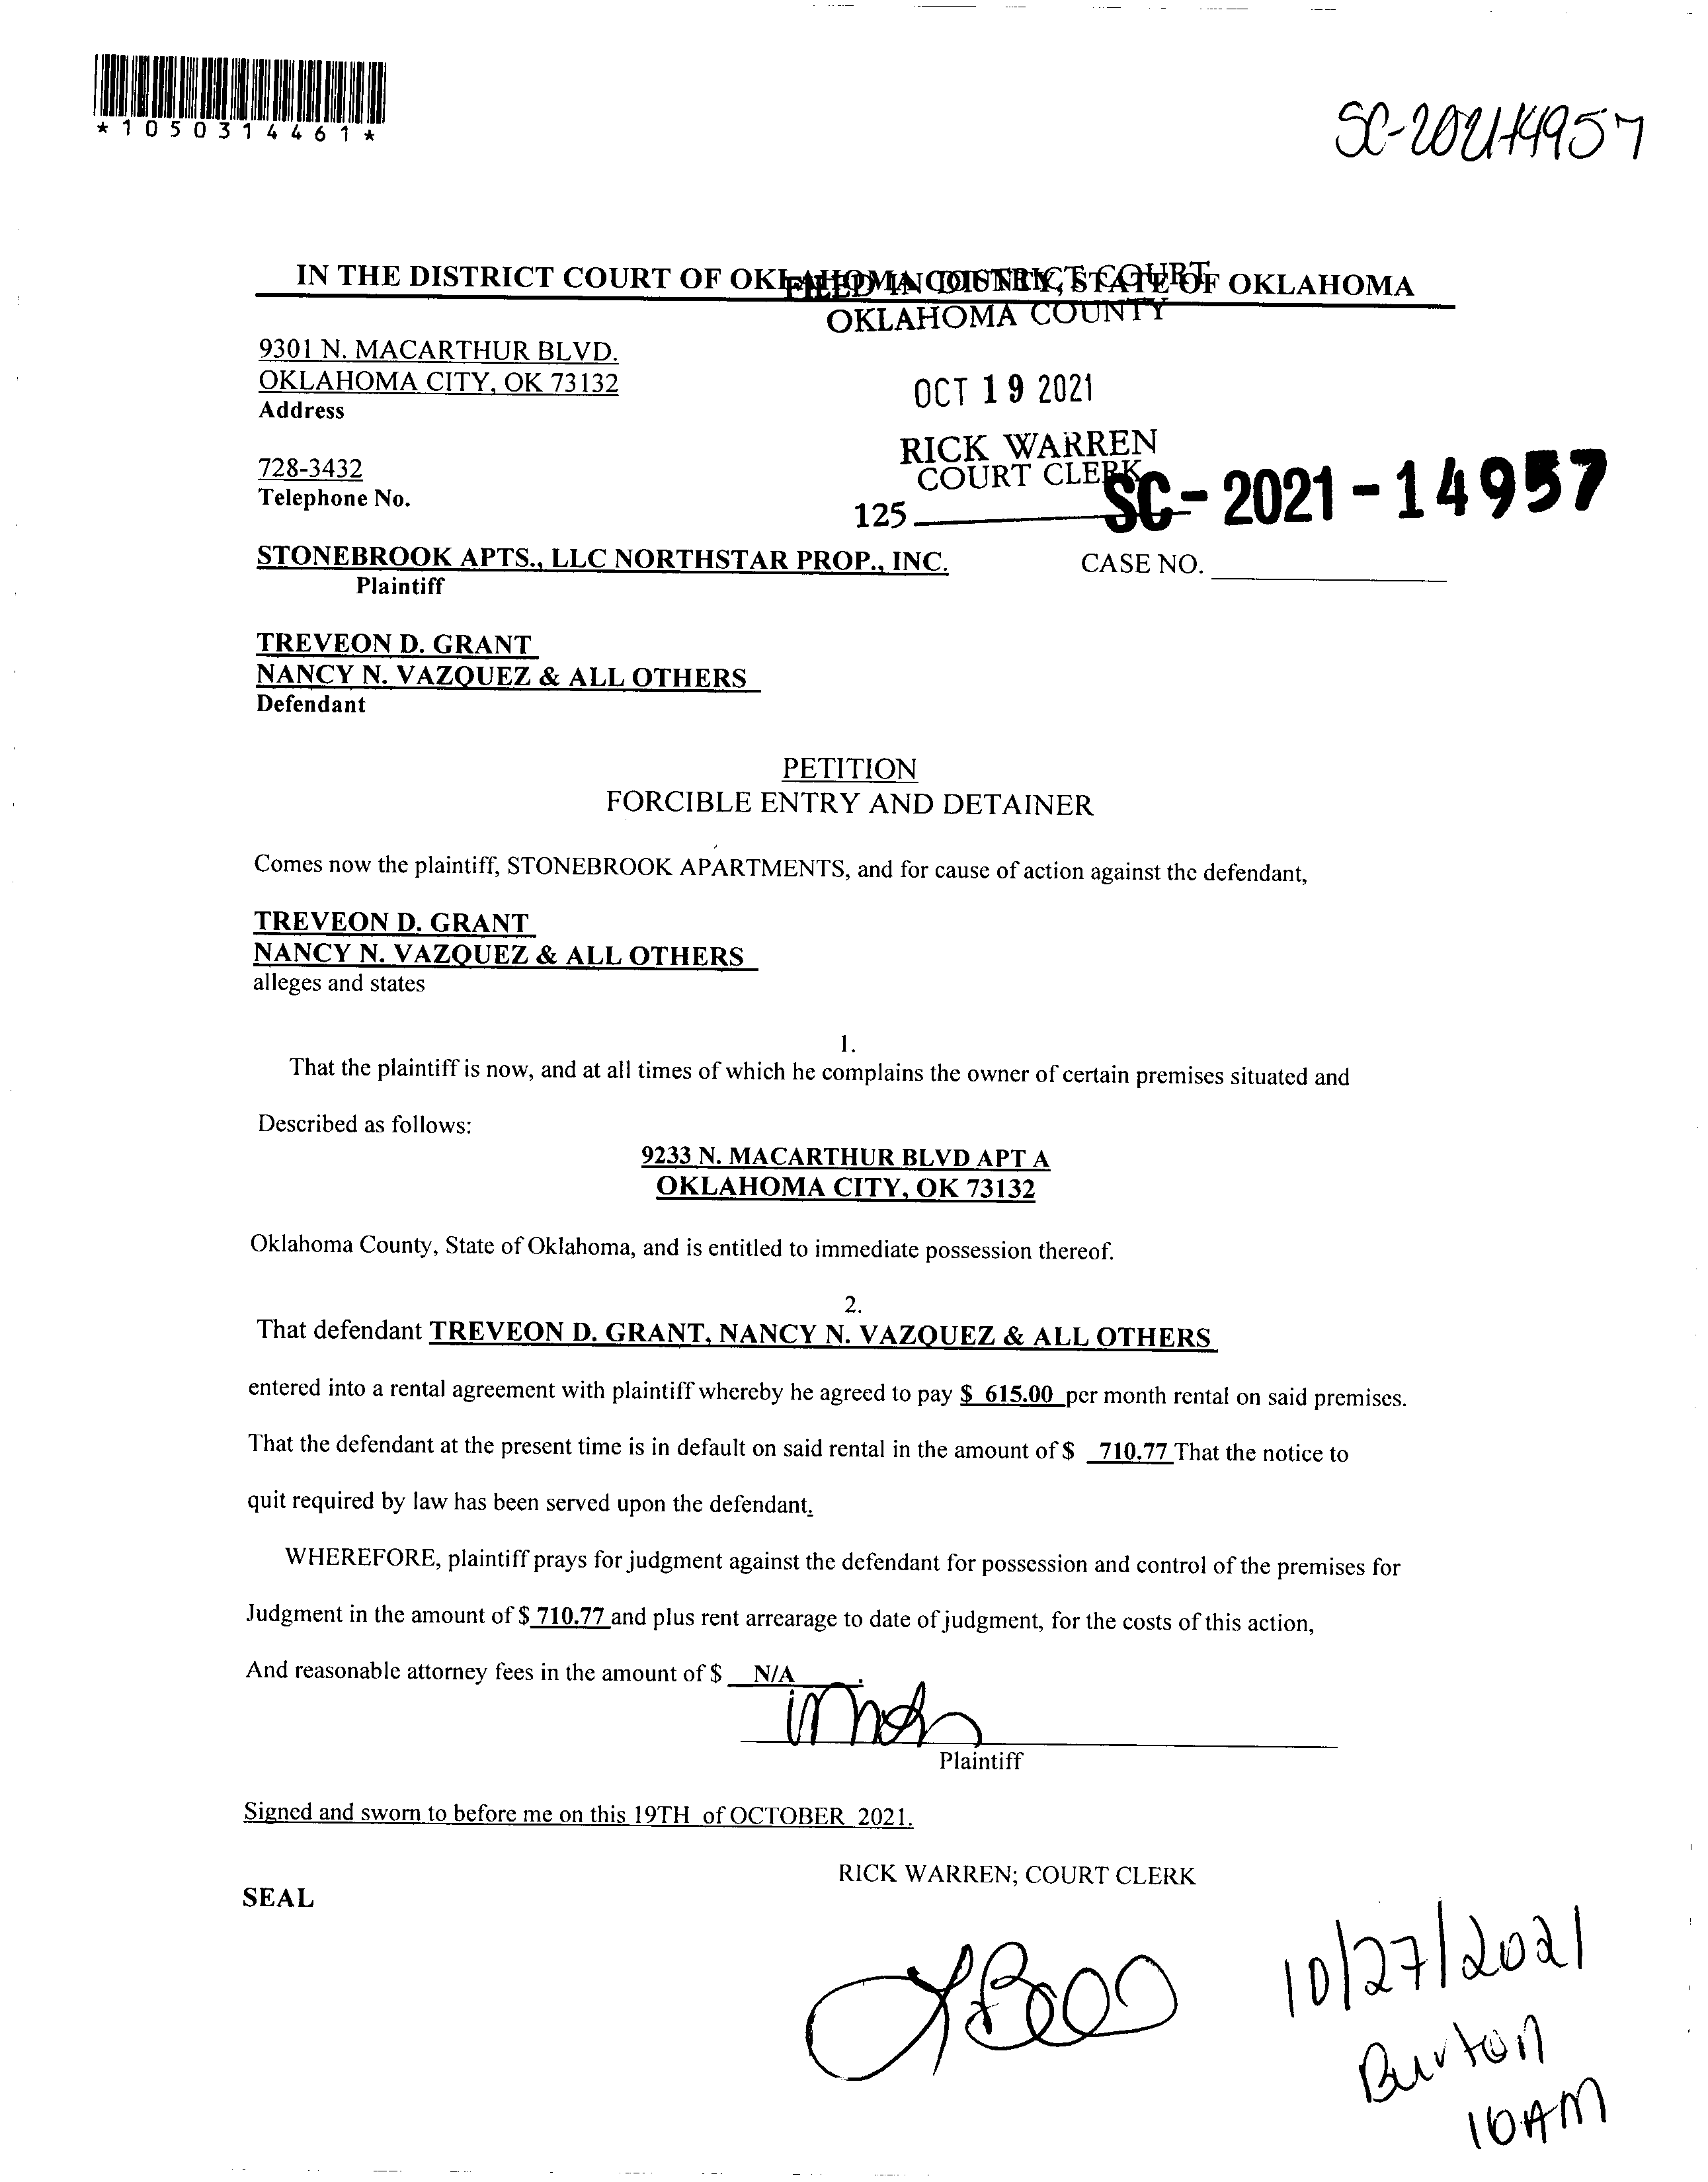 *1050314461*
SC-2021-14957
IN THE DISTRICT COURT OF OKLAHOMA COUNTY, STATE OF OKLAHOMA
FILED IN DISTRICT COURT
OKLAHOMA COUNTY
9301 N. MACARTHUR BLVD.
OKLAHOMA CITY, OK 73132
Address
OCT 19 2021
RICK WARREN
COURT CLERK
728-3432
Telephone No.
125
SC-2021-14957
STONEBROOK APTS., LLC NORTHSTAR PROP., INC.
Plaintiff
CASE NO.
TREVEON D. GRANT
NANCY N. VAZQUEZ & ALL OTHERS
Defendant
PETITION
FORCIBLE ENTRY AND DETAINER
Comes now the plaintiff, STONEBROOK APARTMENTS, and for cause of action against the defendant,
TREVEON D. GRANT
NANCY N. VAZQUEZ & ALL OTHERS
alleges and states
1.
That the plaintiff is now, and at all times of which he complains the owner of certain premises situated and
Described as follows:
9233 N. MACARTHUR BLVD APT A
OKLAHOMA CITY, OK 73132
Oklahoma County, State of Oklahoma, and is entitled to immediate possession thereof.
2.
That defendant TREVEON D. GRANT, NANCY N. VAZQUEZ & ALL OTHERS
entered into a rental agreement with plaintiff whereby he agreed to pay $ 615.00 per month rental on said premises.
That the defendant at the present time is in default on said rental in the amount of $ 710.77 That the notice to
quit required by law has been served upon the defendant.
WHEREFORE, plaintiff prays for judgment against the defendant for possession and control of the premises for
Judgment in the amount of $ 710.77 and plus rent arrearage to date of judgment, for the costs of this action,
And reasonable attorney fees in the amount of $ N/A .
Plaintiff
Signed and sworn to before me on this 19TH of OCTOBER 2021.
RICK WARREN; COURT CLERK
SEAL
10/27/2021
Burton
10AM